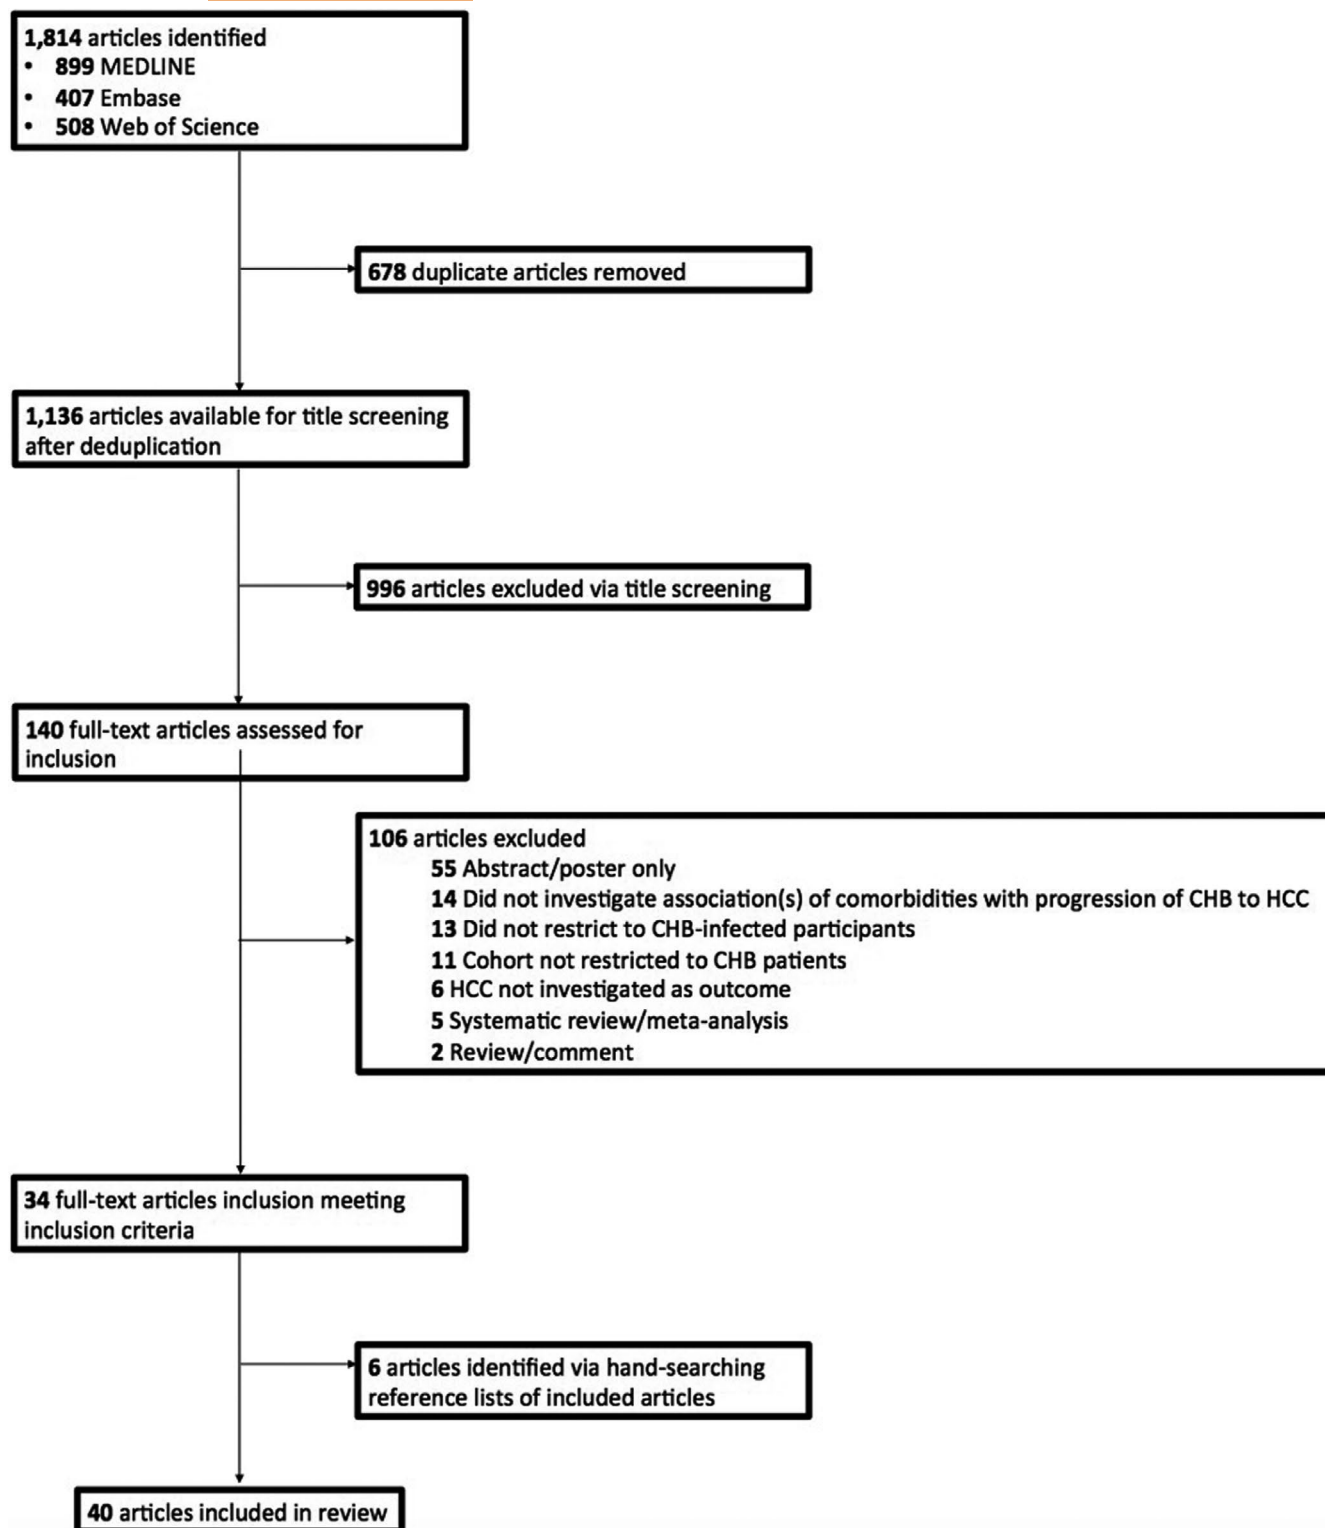 1,814 articles identified
• 899 MEDLINE
• 407 Embase
• 508 Web of Science
678 duplicate articles removed
1,136 articles available for title screening
after deduplication
996 articles excluded via title screening
140 full-text articles assessed for
inclusion
106 articles excluded
55 Abstract/poster only
14 Did not investigate association(s) of comorbidities with progression of CHB to HCC
13 Did not restrict to CHB-infected participants
11 Cohort not restricted to CHB patients
6 HCC not investigated as outcome
5 Systematic review/meta-analysis
2 Review/comment
34 full-text articles inclusion meeting
inclusion criteria
6 articles identified via hand-searching
reference lists of included articles
40 articles included in review